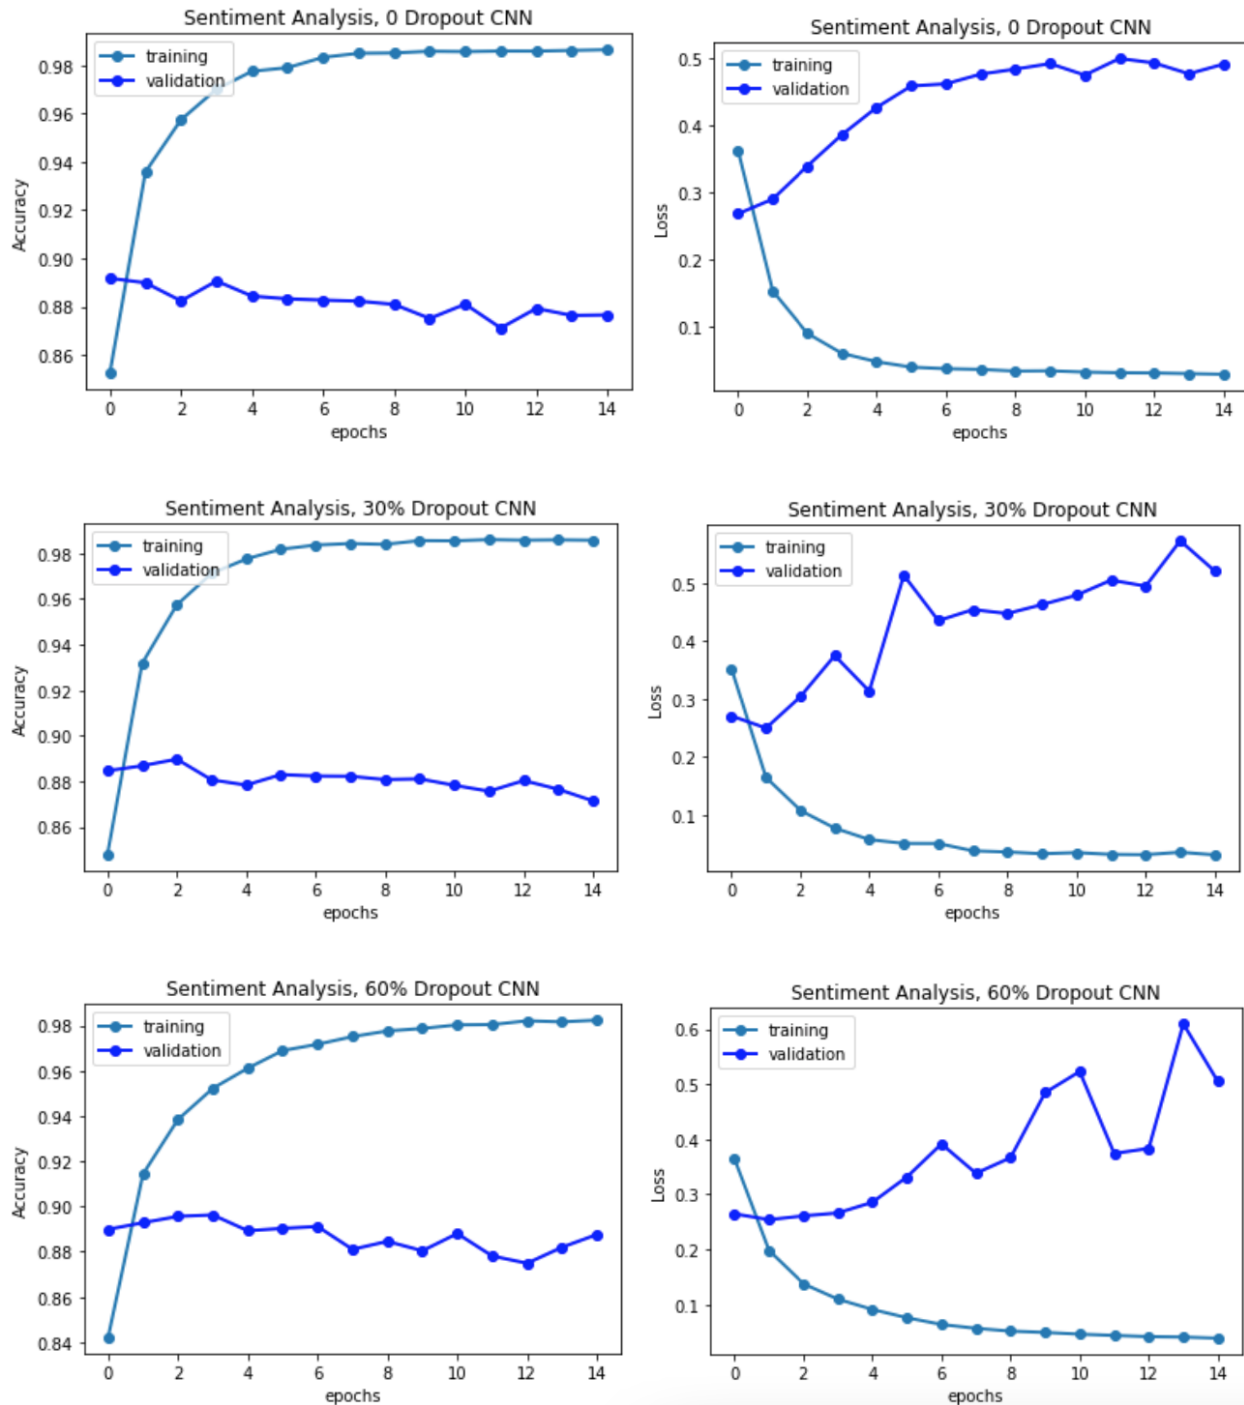 Sentiment Analysis, 0 Dropout CNN
training
validation
0.98
0.96
0.94
0.92
0.90
0.88
0.86
Accuracy
0 2 4 6 8 10 12 14
epochs
Sentiment Analysis, 0 Dropout CNN
training
validation
0.5
0.4
0.3
0.2
0.1
Loss
0 2 4 6 8 10 12 14
epochs
Sentiment Analysis, 30% Dropout CNN
training
validation
0.98
0.96
0.94
0.92
0.90
0.88
0.86
Accuracy
0 2 4 6 8 10 12 14
epochs
Sentiment Analysis, 30% Dropout CNN
training
validation
0.5
0.4
0.3
0.2
0.1
Loss
0 2 4 6 8 10 12 14
epochs
Sentiment Analysis, 60% Dropout CNN
training
validation
0.98
0.96
0.94
0.92
0.90
0.88
0.86
0.84
Accuracy
0 2 4 6 8 10 12 14
epochs
Sentiment Analysis, 60% Dropout CNN
training
validation
0.6
0.5
0.4
0.3
0.2
0.1
Loss
0 2 4 6 8 10 12 14
epochs